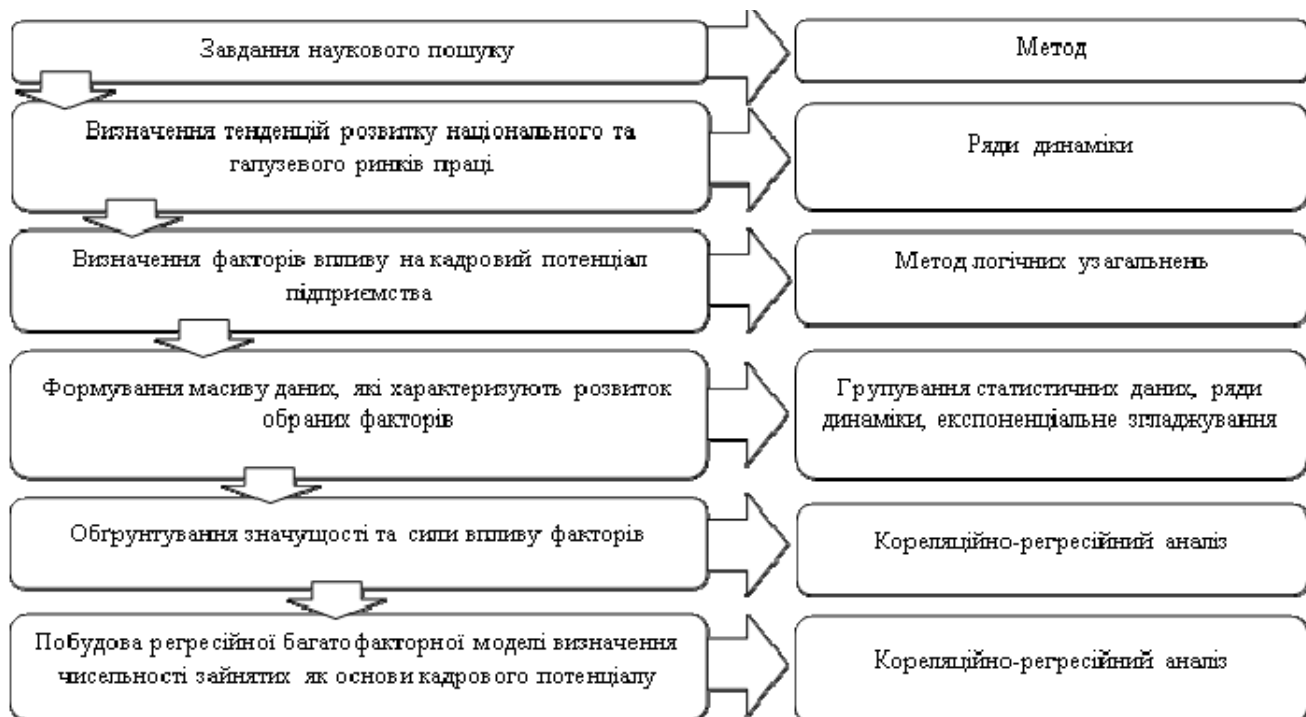 Завдання наукового пошуку
Метод
Визначення тенденцій розвитку національного та
галузевого ринків праці
Ряди динаміки
Визначення факторів впливу на кадровий потенціал
підприємства
Метод логічних узагальнень
Формування масиву даних, які характеризують розвиток
обраних факторів
Групування статистичних даних, ряди
динаміки, експоненціальне згладжування
Обґрунтування значущості та сили впливу факторів
Кореляційно-регресійний аналіз
Побудова регресійної багатофакторної моделі визначення
чисельності зайнятих як основи кадрового потенціалу
Кореляційно-регресійний аналіз